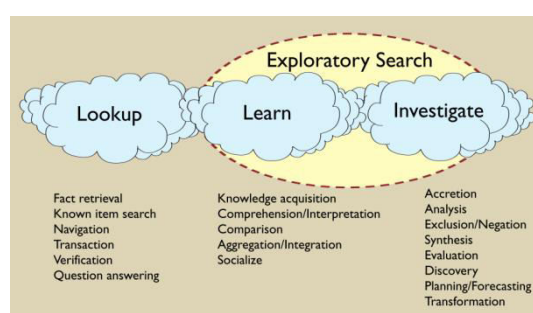 Exploratory Search
Lookup
Learn
Investigate
Fact retrieval
Known item search
Navigation
Transaction
Verification
Question answering
Knowledge acquisition
Comprehension/Interpretation
Comparison
Aggregation/Integration
Socialize
Accretion
Analysis
Exclusion/Negation
Synthesis
Evaluation
Discovery
Planning/Forecasting
Transformation